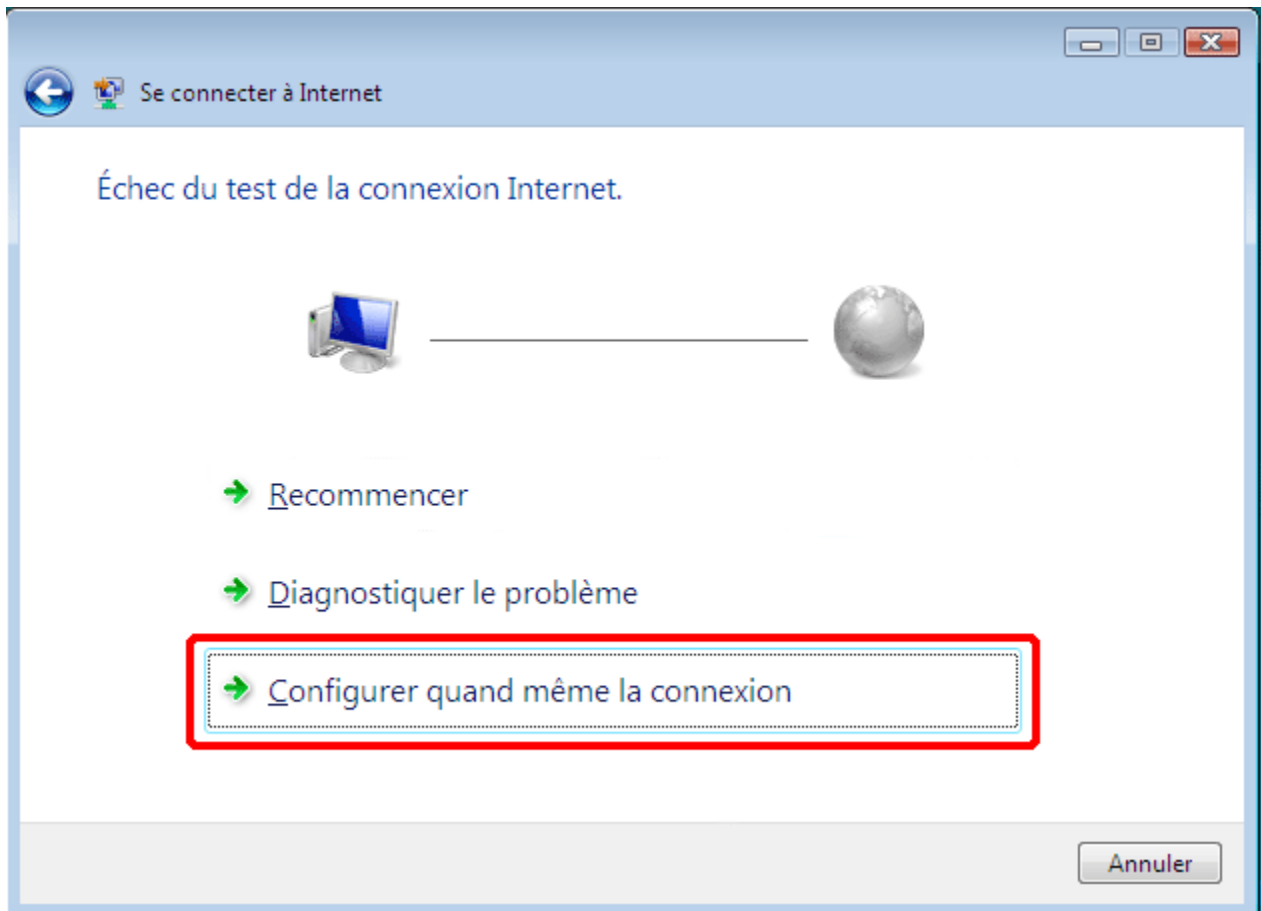 Se connecter à Internet
Échec du test de la connexion Internet.
Recommencer
Diagnostiquer le problème
Configurer quand même la connexion
Annuler